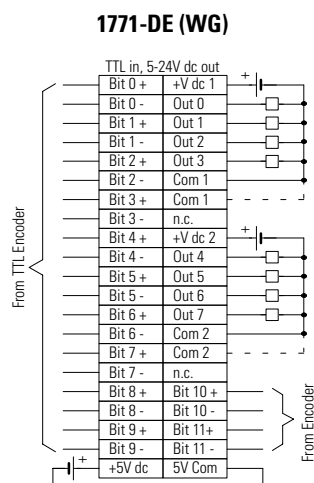 1771-DE (WG)
TTL in, 5-24V dc out
Bit 0 + +V dc 1 +
Bit 0 - Out 0
Bit 1 + Out 1
Bit 1 - Out 2
Bit 2 + Out 3
Bit 2 - Com 1
Bit 3 + Com 1
Bit 3 - n.c.
Bit 4 + +V dc 2 +
Bit 4 - Out 4
Bit 5 + Out 5
Bit 5 - Out 6
Bit 6 + Out 7
Bit 6 - Com 2
Bit 7 + Com 2
Bit 7 - n.c.
Bit 8 + Bit 10 +
Bit 8 - Bit 10 -
Bit 9 + Bit 11+
Bit 9 - Bit 11 -
+ +5V dc 5V Com
From TTL Encoder
From Encoder